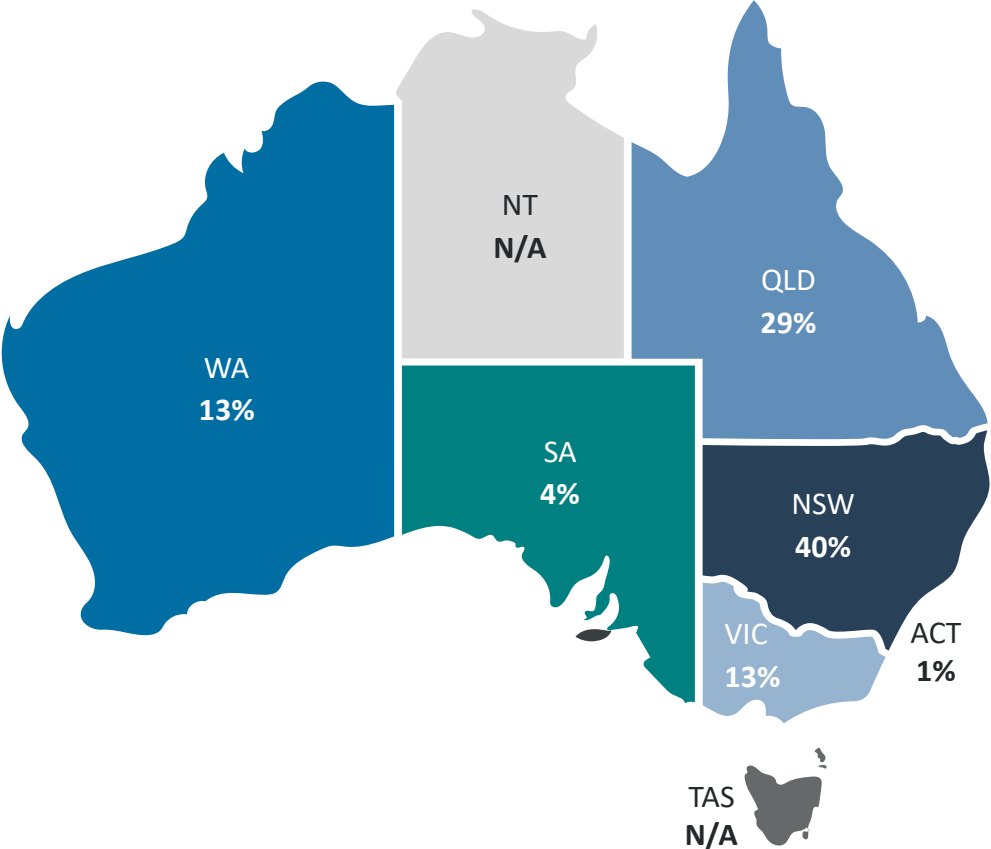 NT
N/A
QLD
29%
WA
13%
SA
4%
NSW
40%
VIC
13%
ACT
1%
TAS
N/A